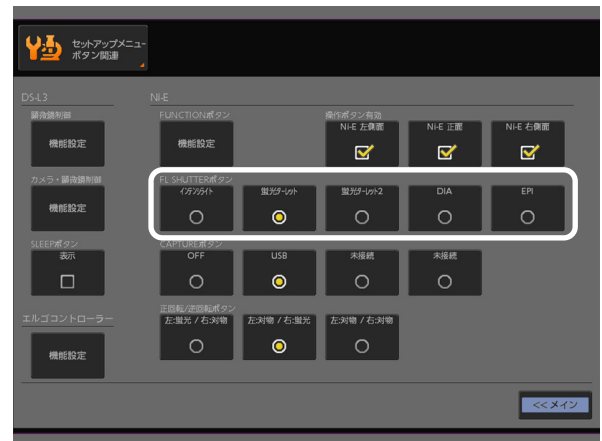 セットアップメニュー
ボタン関連
DS-L3
Ni-E
顕微鏡制御
FUNCTIONボタン
操作ボタン有効
機能設定
機能設定
Ni-E 左側面
Ni-E 正面
Ni-E 右側面
カメラ・顕微鏡制御
FL SHUTTERボタン
機能設定
インテンシライト
蛍光ターレット
蛍光ターレット2
DIA
EPI
SLEEPボタン
CAPTUREボタン
表示
OFF
USB
未接続
未接続
エルゴコントローラー
正回転/逆回転ボタン
機能設定
左:蛍光 / 右:対物
左:対物 / 右:蛍光
左:対物 / 右:対物
<< メイン